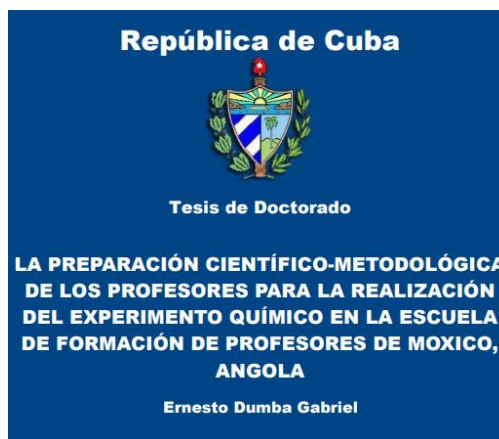 República de Cuba
Tesis de Doctorado
LA PREPARACIÓN CIENTÍFICO-METODOLÓGICA
DE LOS PROFESORES PARA LA REALIZACIÓN
DEL EXPERIMENTO QUÍMICO EN LA ESCUELA
DE FORMACIÓN DE PROFESORES DE MOXICO,
ANGOLA
Ernesto Dumba Gabriel